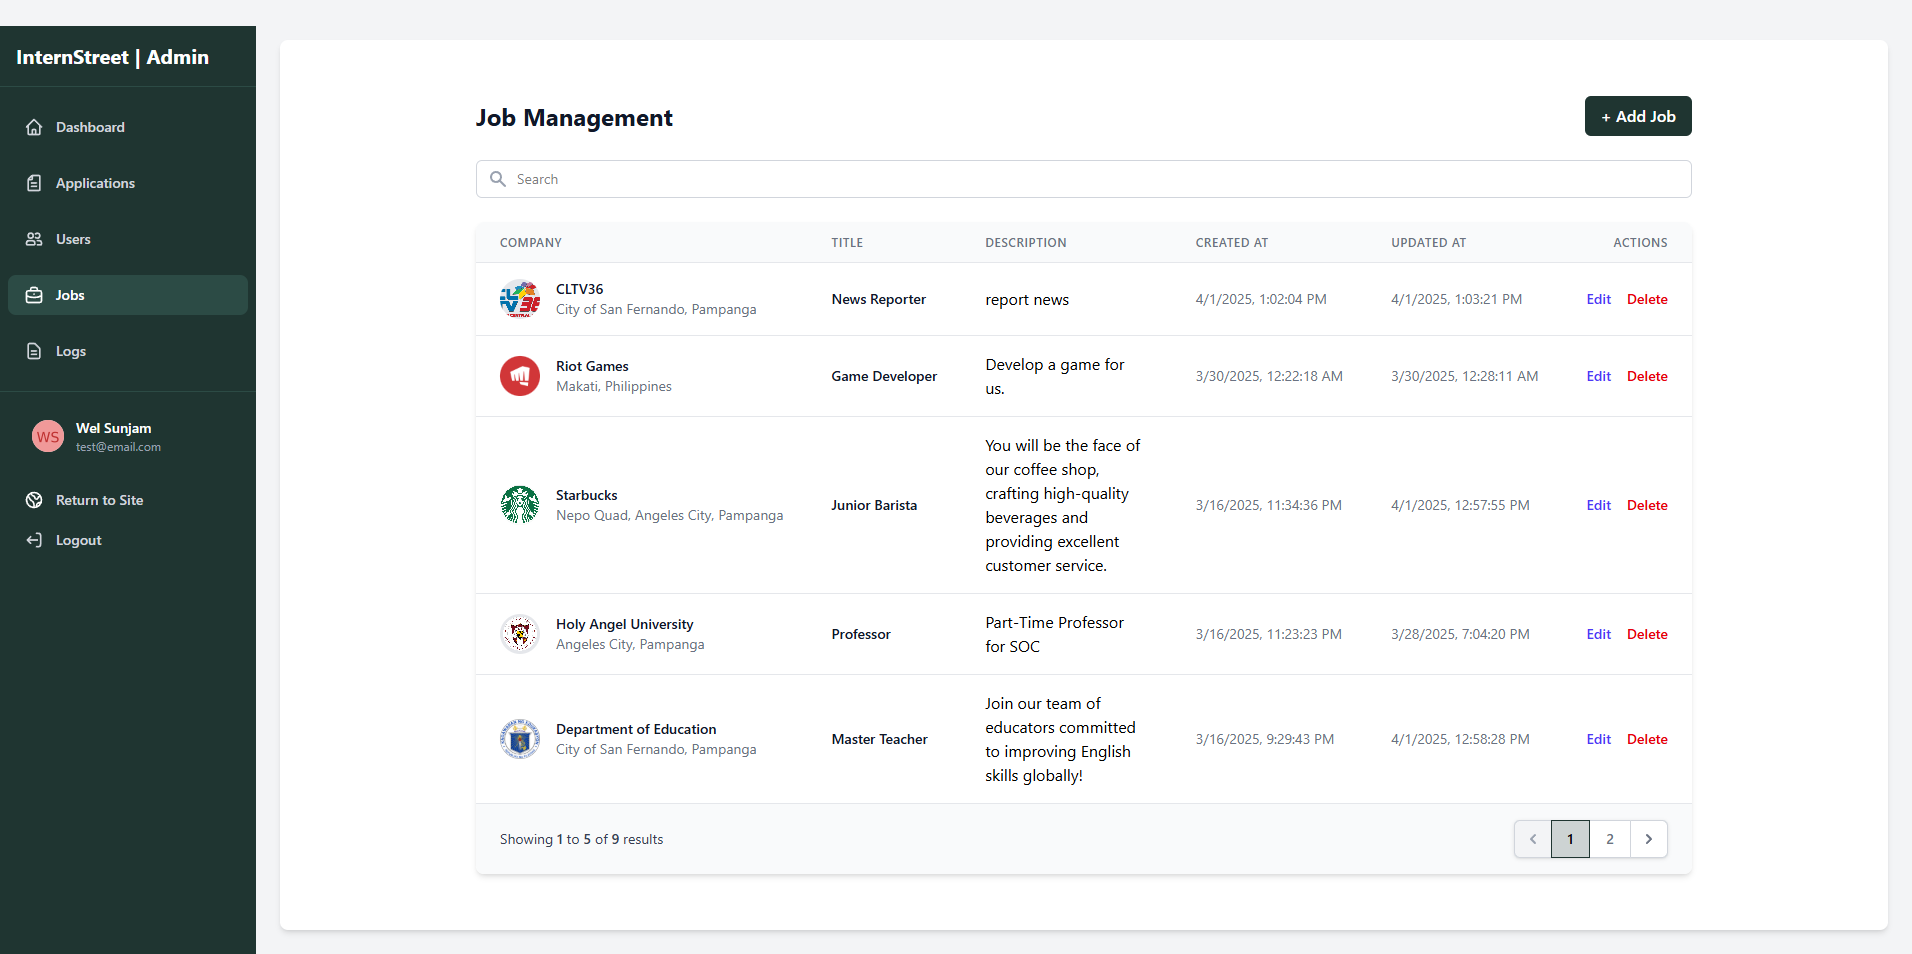 InternStreet | Admin
Dashboard
Applications
Users
Jobs
Logs
WS
Wel Sunjam
test@email.com
Return to Site
Logout
Job Management
+ Add Job
Search
COMPANY TITLE DESCRIPTION CREATED AT UPDATED AT ACTIONS
CLTV36
City of San Fernando, Pampanga
News Reporter
report news
4/1/2025, 1:02:04 PM
4/1/2025, 1:03:21 PM
Edit Delete
Riot Games
Makati, Philippines
Game Developer
Develop a game for
us.
3/30/2025, 12:22:18 AM
3/30/2025, 12:28:11 AM
Edit Delete
Starbucks
Nepo Quad, Angeles City, Pampanga
Junior Barista
You will be the face of
our coffee shop,
crafting high-quality
beverages and
providing excellent
customer service.
3/16/2025, 11:34:36 PM
4/1/2025, 12:57:55 PM
Edit Delete
Holy Angel University
Angeles City, Pampanga
Professor
Part-Time Professor
for SOC
3/16/2025, 11:23:23 PM
3/28/2025, 7:04:20 PM
Edit Delete
Department of Education
City of San Fernando, Pampanga
Master Teacher
Join our team of
educators committed
to improving English
skills globally!
3/16/2025, 9:29:43 PM
4/1/2025, 12:58:28 PM
Edit Delete
Showing 1 to 5 of 9 results
1 2